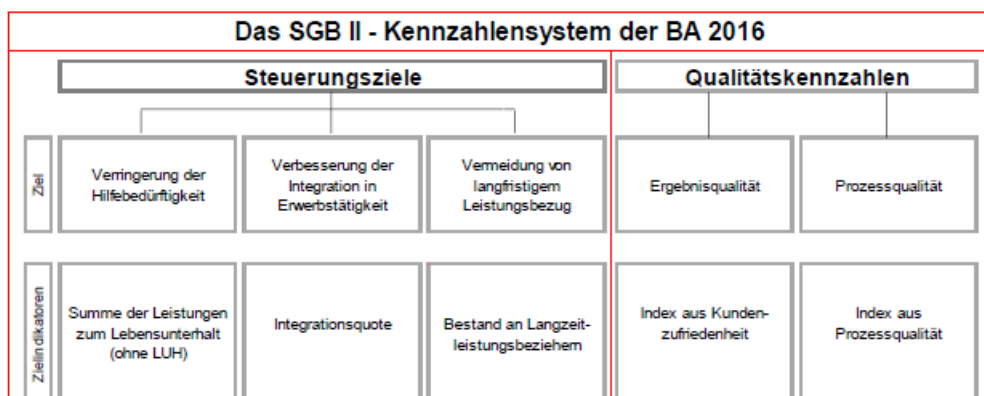 Das SGB II - Kennzahlensystem der BA 2016
Steuerungsziele
Qualitätskennzahlen
Ziel
Verringerung der
Hilfebedürftigkeit
Verbesserung der
Integration in
Erwerbstätigkeit
Vermeidung von
langfristigem
Leistungsbezug
Ergebnisqualität
Prozessqualität
Zielindikatoren
Summe der Leistungen
zum Lebensunterhalt
(ohne LUH)
Integrationsquote
Bestand an Langzeit-
leistungsbeziehern
Index aus Kunden-
zufriedenheit
Index aus
Prozessqualität